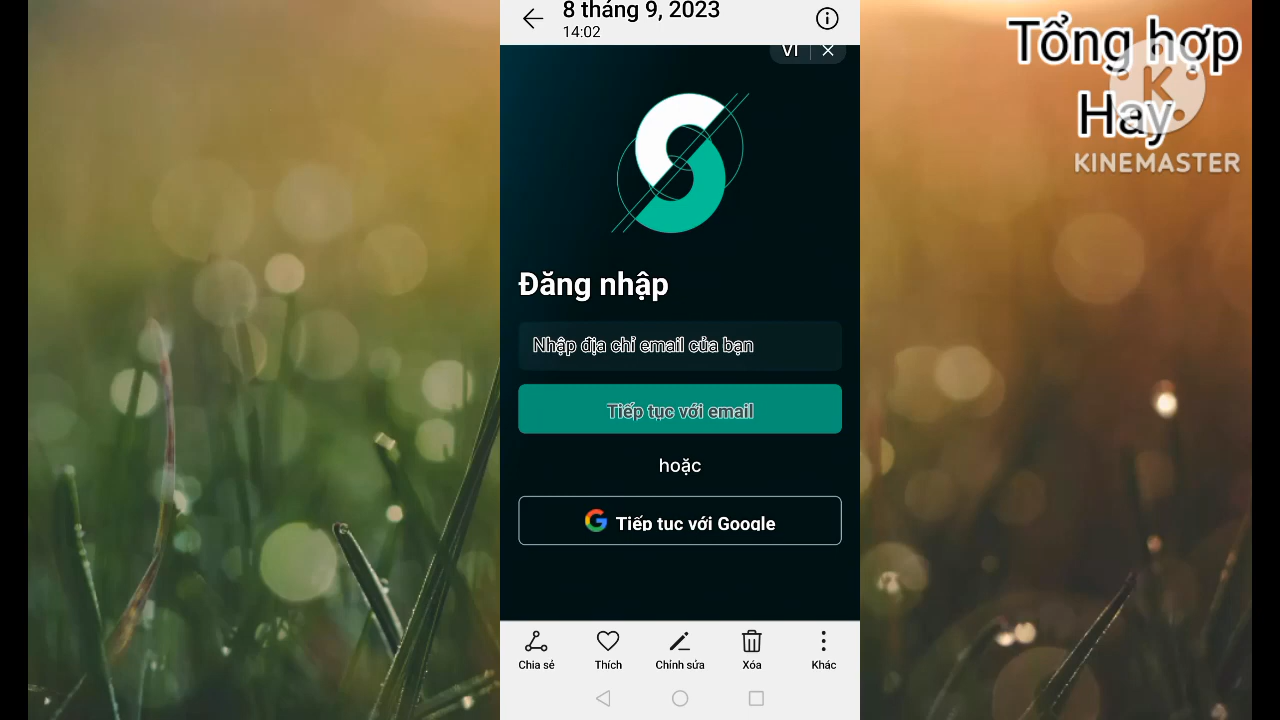 8 tháng 9, 2023
14:02
VI
Đăng nhập
Nhập địa chỉ email của bạn
Tiếp tục với email
hoặc
Tiếp tục với Google
Chia sẻ
Thích
Chỉnh sửa
Xóa
Khác
Tổng hợp
Hay
K
KINEMASTER